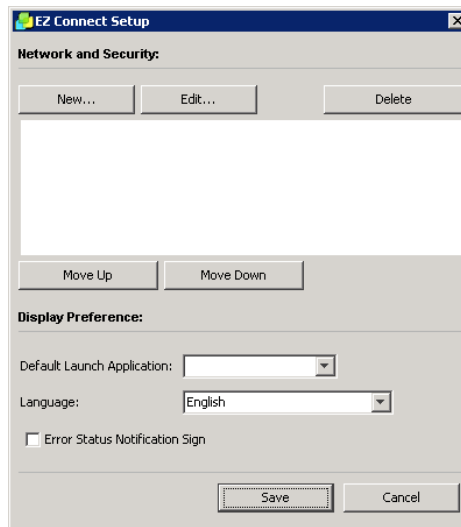 EZ Connect Setup
Network and Security:
New... Edit... Delete
Move Up Move Down
Display Preference:
Default Launch Application:
Language: English
Error Status Notification Sign
Save Cancel